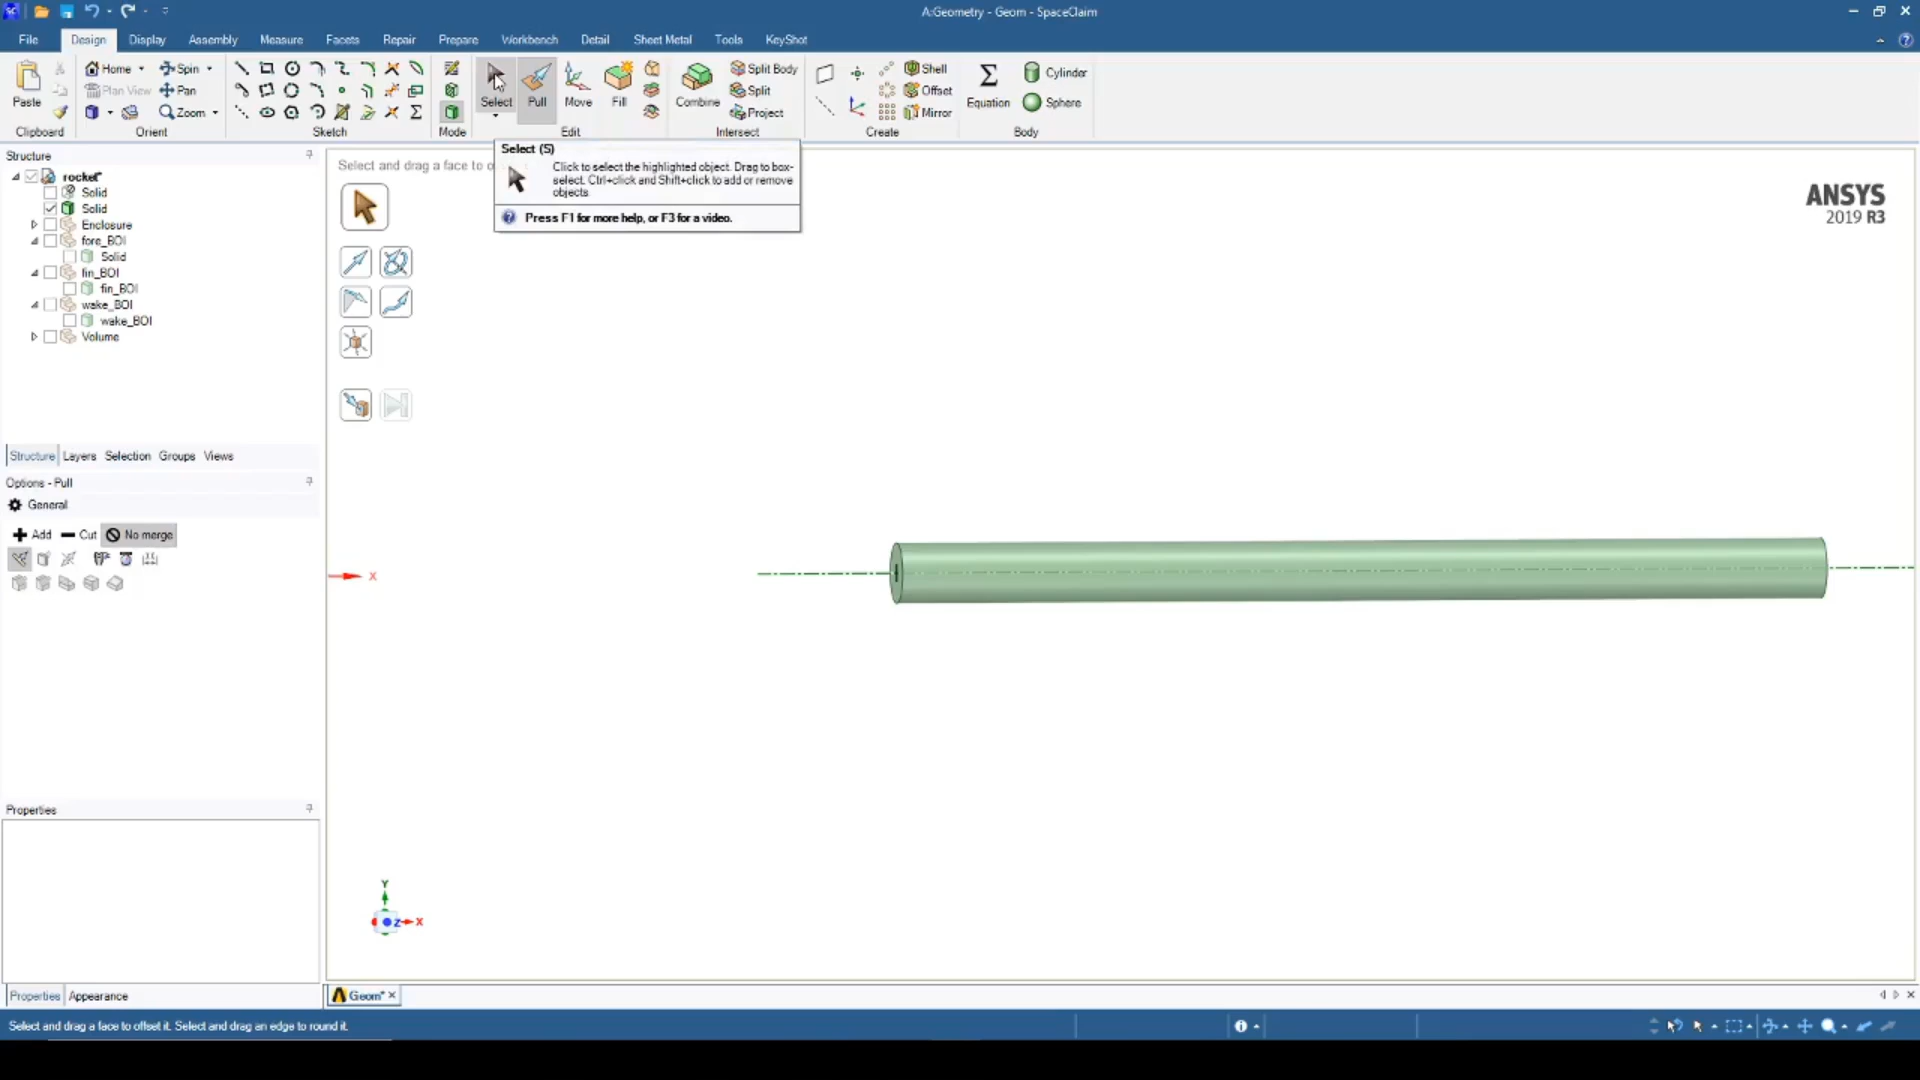 A:Geometry - Geom - SpaceClaim
File Design Display Assembly Measure Facets Repair Prepare Workbench Detail Sheet Metal Tools KeyShot
Paste
Home Spin
Plan View Pan
Zoom
Select Pull Move Fill
Combine
Split Body
Split
Project
Shell
Offset
Mirror
Equation
Cylinder
Sphere
Clipboard Orient Sketch Mode Edit Intersect Create Body
Structure
rocket*
Solid
Solid
Enclosure
fore_BOI
Solid
fin_BOI
fin_BOI
wake_BOI
wake_BOI
Volume
Structure Layers Selection Groups Views
Options - Pull
General
Add Cut No merge
Properties
Properties Appearance
Select and drag a face to o
Select (S)
Click to select the highlighted object. Drag to box-
select. Ctrl+click and Shift+click to add or remove
objects.
Press F1 for more help, or F3 for a video.
ANSYS
2019 R3
X
Y
Z X
Geom*
Select and drag a face to offset it. Select and drag an edge to round it.